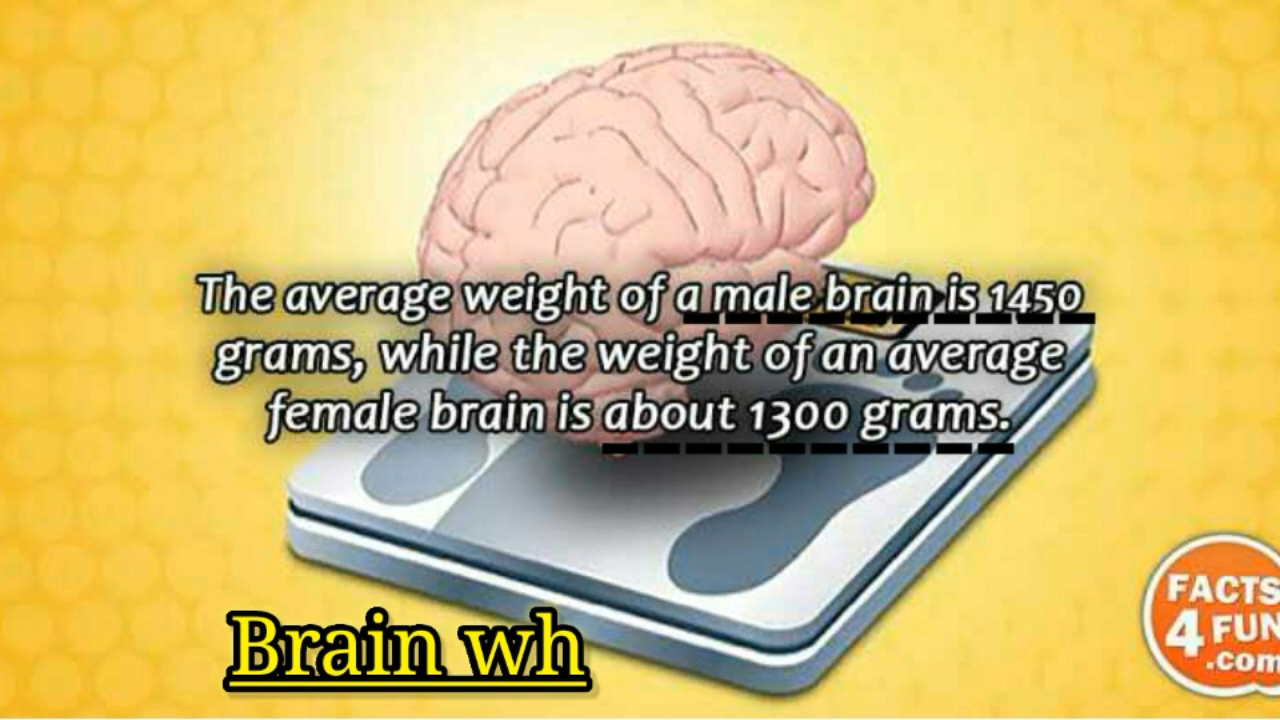 The average weight of a male brain is 1450
grams, while the weight of an average
female brain is about 1300 grams.
Brain wh
FACTS
4 FUN
.com